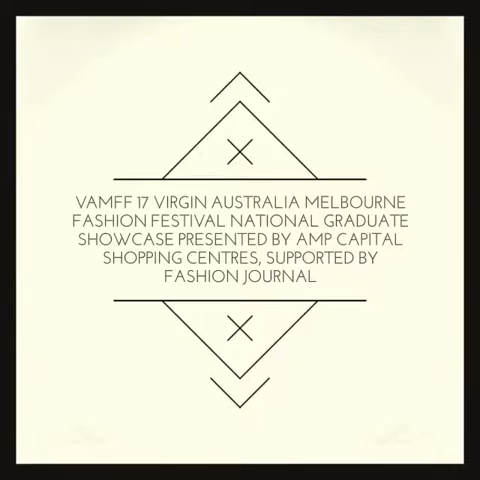 VAMFF 17 VIRGIN AUSTRALIA MELBOURNE
FASHION FESTIVAL NATIONAL GRADUATE
SHOWCASE PRESENTED BY AMP CAPITAL
SHOPPING CENTRES, SUPPORTED BY
FASHION JOURNAL